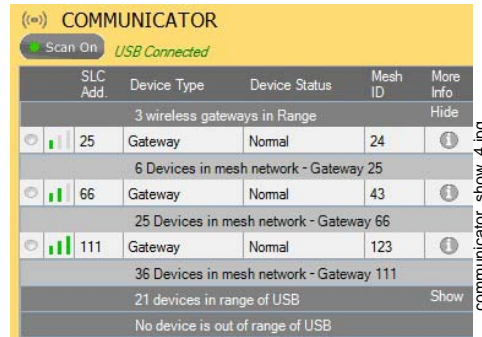 ((•)) COMMUNICATOR
Scan On USB Connected
SLC Add. Device Type Device Status Mesh ID More Info
3 wireless gateways in Range Hide
25 Gateway Normal 24 i
6 Devices in mesh network - Gateway 25
66 Gateway Normal 43 i
25 Devices in mesh network - Gateway 66
111 Gateway Normal 123 i
36 Devices in mesh network - Gateway 111
21 devices in range of USB Show
No device is out of range of USB
communicator_show_4.jpg